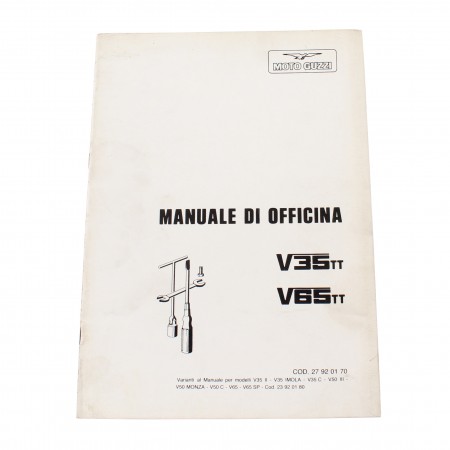 MOTO GUZZI
MANUALE DI OFFICINA
V35TT
V65TT
COD. 27 92 01 70
Varianti al Manuale per modelli V35 II - V35 IMOLA - V35 C - V50 III -
V50 MONZA - V50 C - V65 - V65 SP - Cod. 23 92 01 60